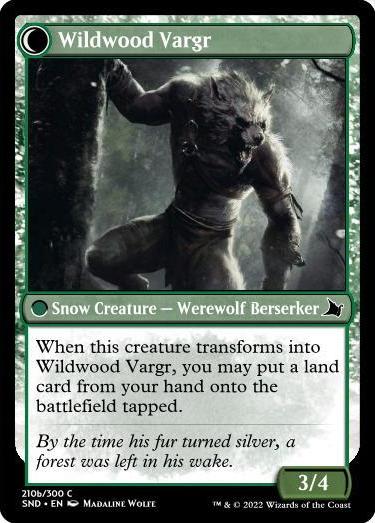 Wildwood Vargr
Snow Creature — Werewolf Berserker
When this creature transforms into
Wildwood Vargr, you may put a land
card from your hand onto the
battlefield tapped.
By the time his fur turned silver, a
forest was left in his wake.
3/4
210b/300 C
SND • EN Madaline Wolfe
™ & © 2022 Wizards of the Coast